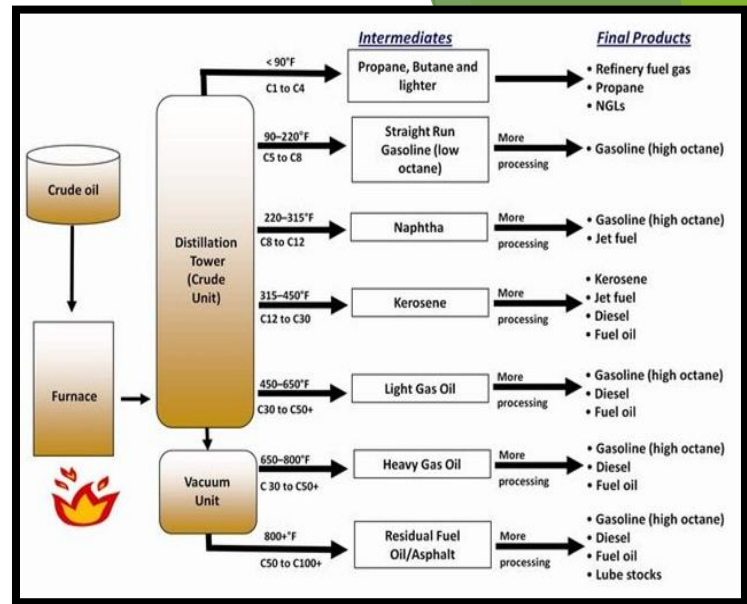 Intermediates
Final Products
< 90°F
C1 to C4
Propane, Butane and
lighter
• Refinery fuel gas
• Propane
• NGLs
90–220°F
C5 to C8
Straight Run
Gasoline (low
octane)
More
processing
• Gasoline (high octane)
Crude oil
220–315°F
C8 to C12
Naphtha
More
processing
• Gasoline (high octane)
• Jet fuel
Distillation
Tower
(Crude
Unit)
315–450°F
C12 to C30
Kerosene
More
processing
• Kerosene
• Jet fuel
• Diesel
• Fuel oil
Furnace
450–650°F
C30 to C50+
Light Gas Oil
More
processing
• Gasoline (high octane)
• Diesel
• Fuel oil
Vacuum
Unit
650–800°F
C 30 to C50+
Heavy Gas Oil
More
processing
• Gasoline (high octane)
• Diesel
• Fuel oil
800+°F
C50 to C100+
Residual Fuel
Oil/Asphalt
More
processing
• Gasoline (high octane)
• Diesel
• Fuel oil
• Lube stocks